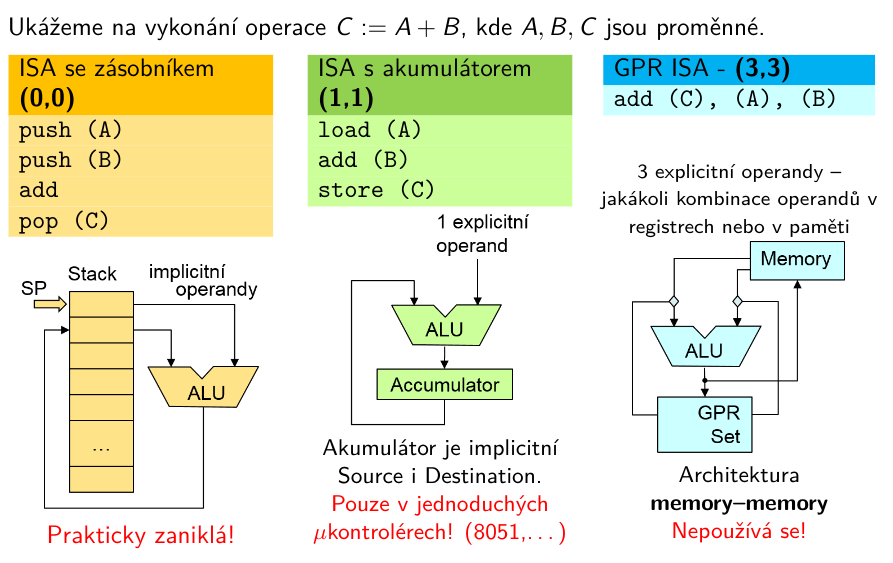 Ukážeme na vykonání operace C := A + B, kde A, B, C jsou proměnné.
ISA se zásobníkem
(0,0)
push (A)
push (B)
add
pop (C)
Stack
SP
implicitní
operandy
ALU
...
Prakticky zaniklá!
ISA s akumulátorem
(1,1)
load (A)
add (B)
store (C)
1 explicitní
operand
ALU
Accumulator
Akumulátor je implicitní
Source i Destination.
Pouze v jednoduchých
μkontrolérech! (8051,...)
GPR ISA - (3,3)
add (C), (A), (B)
3 explicitní operandy –
jakákoli kombinace operandů v
registrech nebo v paměti
Memory
ALU
GPR
Set
Architektura
memory–memory
Nepoužívá se!